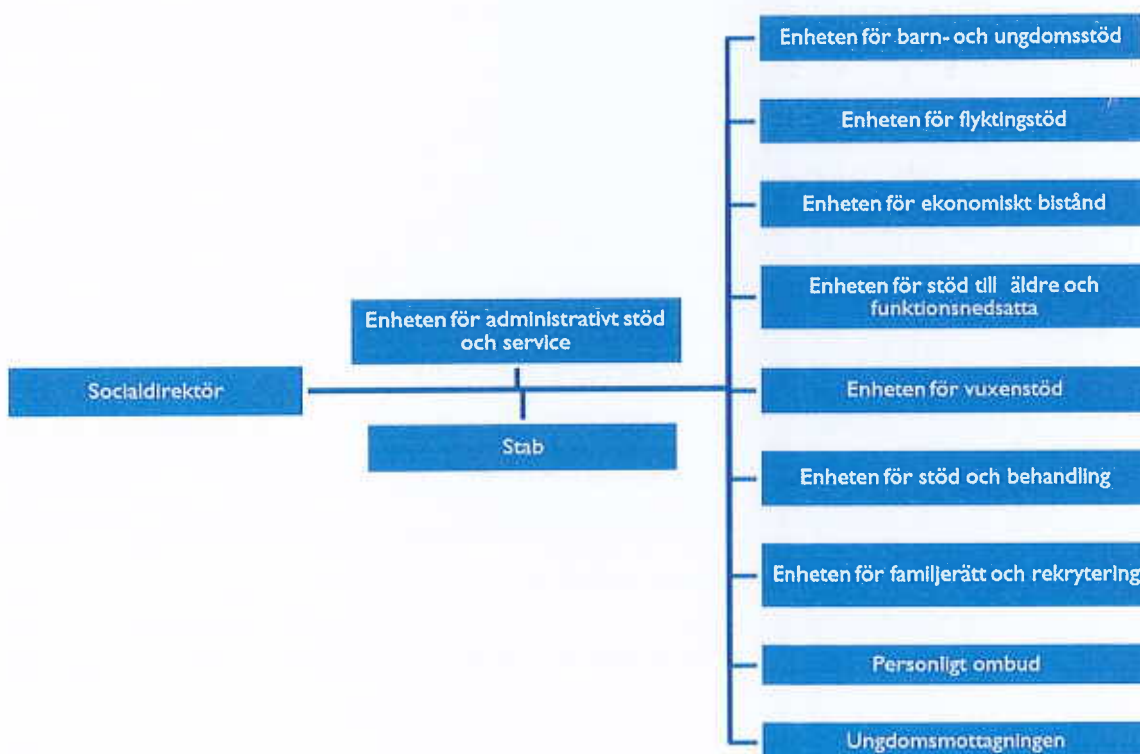 Enheten för barn- och ungdomsstöd
Enheten för flyktingstöd
Enheten för ekonomiskt bistånd
Enheten för stöd till äldre och
funktionsnedsatta
Enheten för administrativt stöd
och service
Socialdirektör
Enheten för vuxenstöd
Stab
Enheten för stöd och behandling
Enheten för familjerätt och rekrytering
Personligt ombud
Ungdomsmottagningen